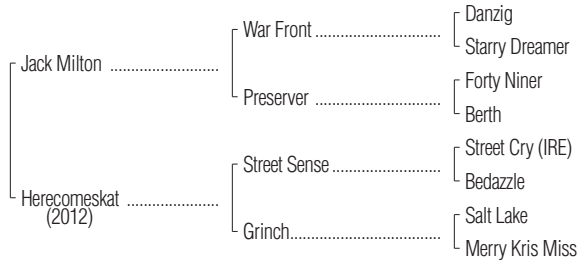 Danzig
War Front
Starry Dreamer
Jack Milton
Forty Niner
Preserver
Berth
Street Cry (IRE)
Street Sense
Bedazzle
Herecomeskat
(2012)
Salt Lake
Grinch
Merry Kris Miss